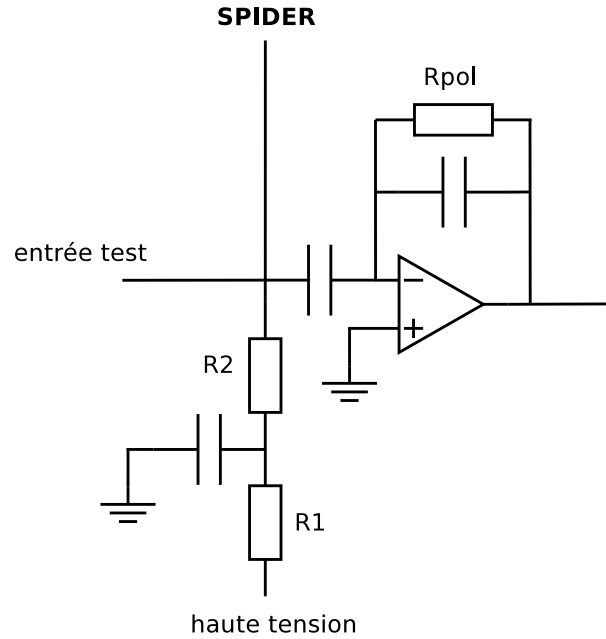 SPIDER
Rpol
entrée test
R2
R1
haute tension